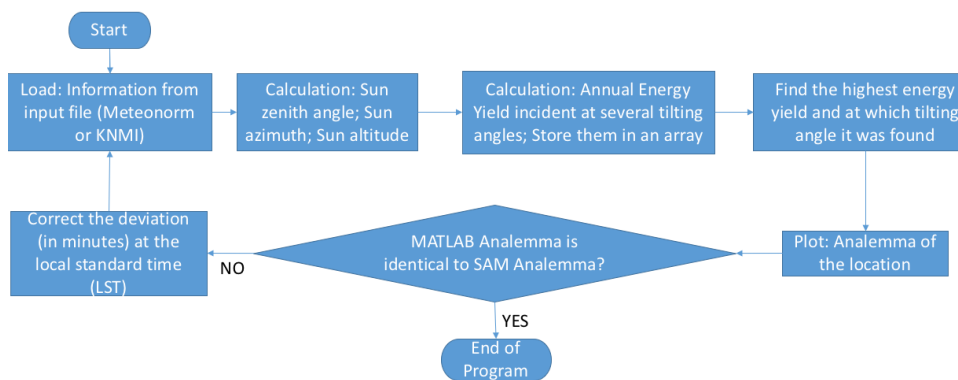 Start
Load: Information from
input file (Meteonorm
or KNMI)
Calculation: Sun
zenith angle; Sun
azimuth; Sun altitude
Calculation: Annual Energy
Yield incident at several tilting
angles; Store them in an array
Find the highest energy
yield and at which tilting
angle it was found
Correct the deviation
(in minutes) at the
local standard time
(LST)
NO
MATLAB Analemma is
identical to SAM Analemma?
Plot: Analemma of
the location
YES
End of
Program